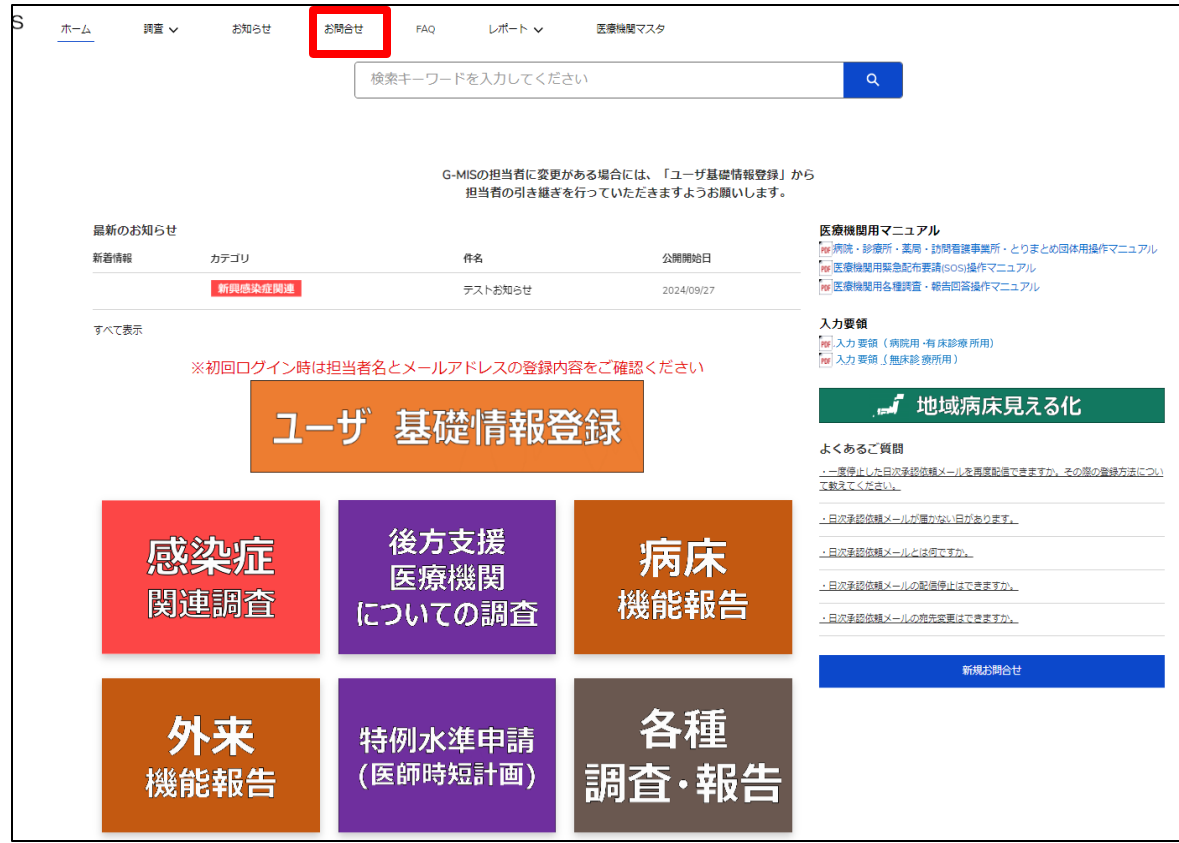 S
ホーム 調査 お知らせ お問合せ FAQ レポート 医療機関マスタ
検索キーワードを入力してください
G-MISの担当者に変更がある場合には、「ユーザ基礎情報登録」から
担当者の引き継ぎを行っていただきますようお願いします。
最新のお知らせ
新着情報 カテゴリ 件名 公開開始日
新興感染症関連 テストお知らせ 2024/09/27
すべて表示
※初回ログイン時は担当者名とメールアドレスの登録内容をご確認ください
ユーザ 基礎情報登録
感染症
関連調査
後方支援
医療機関
についての調査
病床
機能報告
外来
機能報告
特例水準申請
(医師時短計画)
各種
調査・報告
医療機関用マニュアル
PDF 病院・診療所・薬局・訪問看護事業所・とりまとめ団体用操作マニュアル
PDF 医療機関用緊急配布要請(SOS)操作マニュアル
PDF 医療機関用各種調査・報告回答操作マニュアル
入力要領
PDF 入力要領（病院用・有床診療所用）
PDF 入力要領（無床診療所用）
地域病床見える化
よくあるご質問
・一度停止した日次承認依頼メールを再度配信できますか。その際の登録方法につい
て教えてください。
・日次承認依頼メールが届かない日があります。
・日次承認依頼メールとは何ですか。
・日次承認依頼メールの配信停止はできますか。
・日次承認依頼メールの宛先変更はできますか。
新規お問合せ